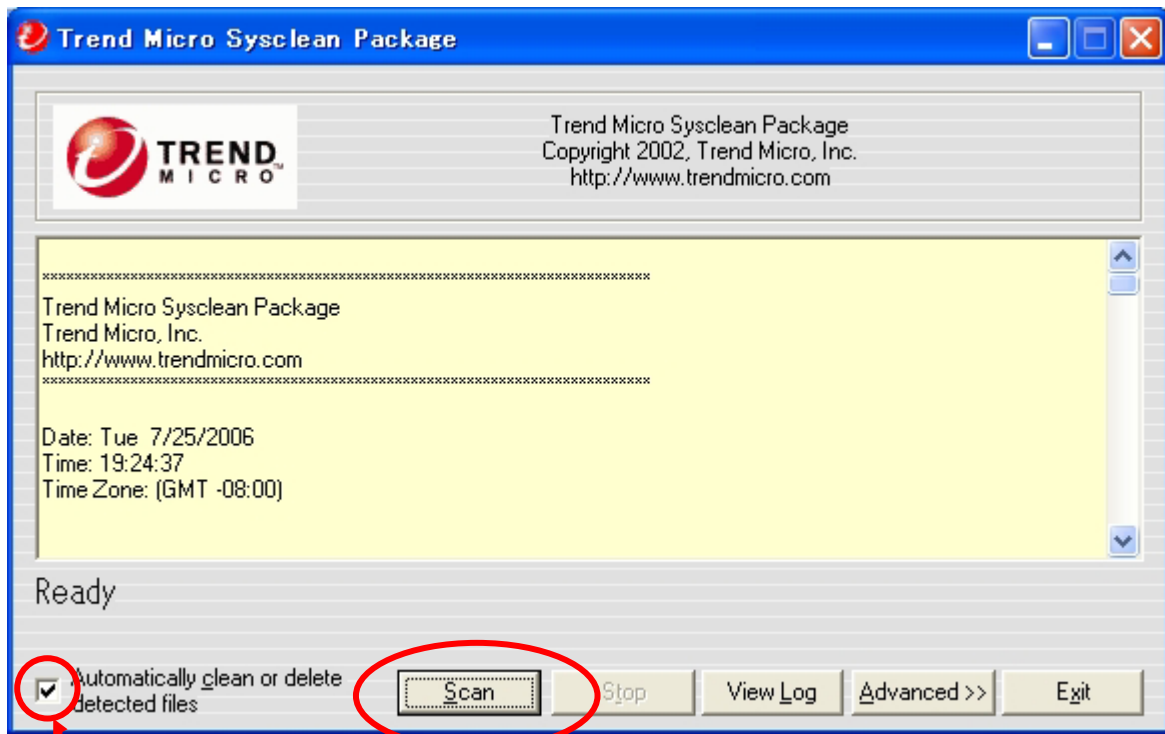 Trend Micro Sysclean Package
TREND™
MICRO
Trend Micro Sysclean Package
Copyright 2002, Trend Micro, Inc.
http://www.trendmicro.com
**************************************************************************
Trend Micro Sysclean Package
Trend Micro, Inc.
http://www.trendmicro.com
**************************************************************************
Date: Tue  7/25/2006
Time: 19:24:37
Time Zone: (GMT -08:00)
Ready
Automatically clean or delete
detected files
Scan
Stop
View Log
Advanced >>
Exit